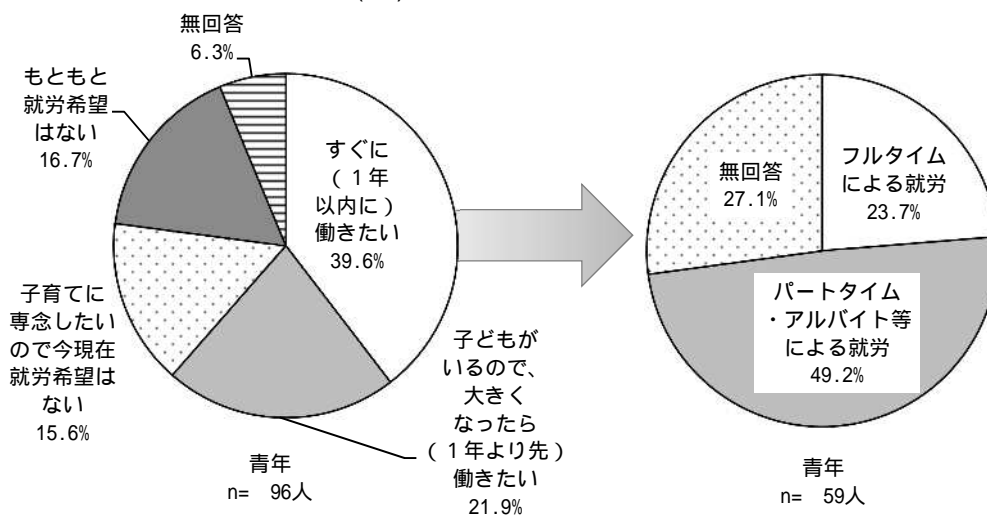 無回答
6.3%
もともと
就労希望
はない
16.7%
すぐに
(１年
以内に)
働きたい
39.6%
子育てに
専念したい
ので今現在
就労希望は
ない
15.6%
子どもが
いるので、
大きく
なったら
(１年より先)
働きたい
21.9%
青年
n= 96人
無回答
27.1%
フルタイム
による就労
23.7%
パートタイム
・アルバイト等
による就労
49.2%
青年
n= 59人